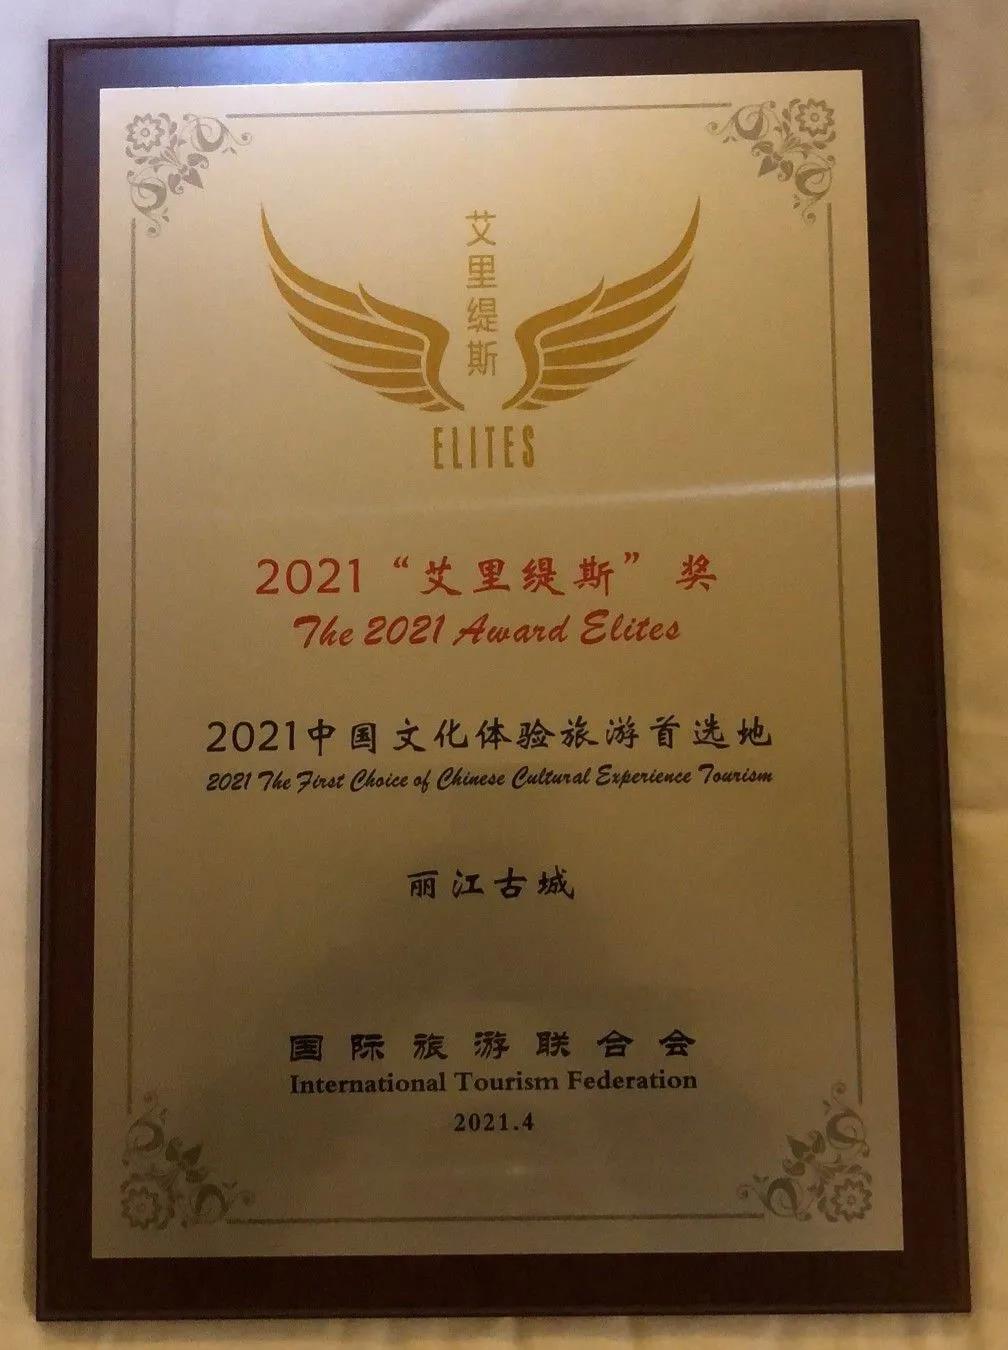 艾里缇斯
ELITES
2021“艾里缇斯”奖
The 2021 Award Elites
2021中国文化体验旅游首选地
2021 The First Choice of Chinese Cultural Experience Tourism
丽江古城
国际旅游联合会
International Tourism Federation
2021.4